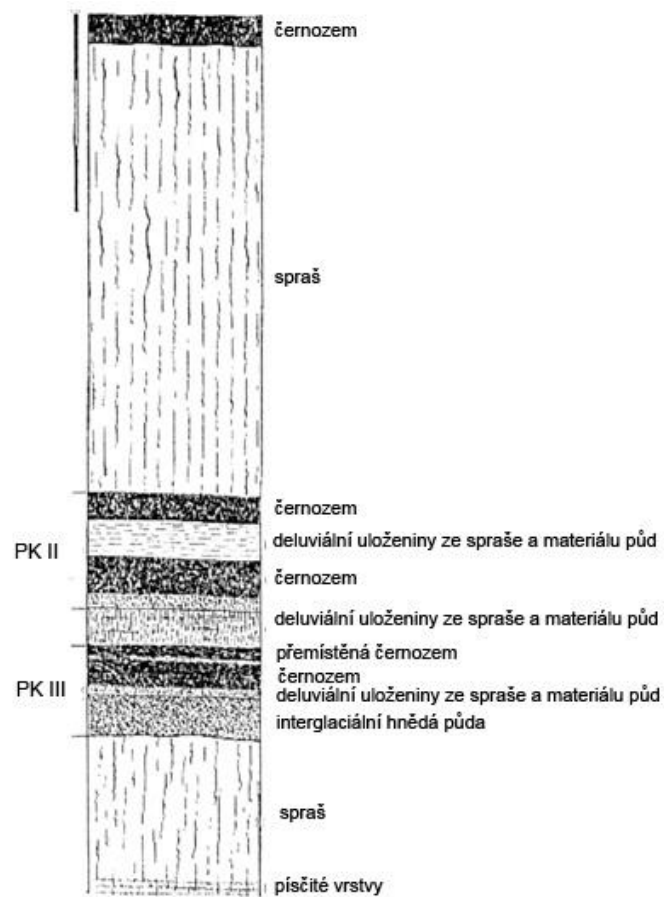 černozem
spraš
černozem
PK II
deluviální uloženiny ze spraše a materiálu půd
černozem
deluviální uloženiny ze spraše a materiálu půd
přemístěná černozem
černozem
PK III
deluviální uloženiny ze spraše a materiálu půd
interglaciální hnědá půda
spraš
písčité vrstvy